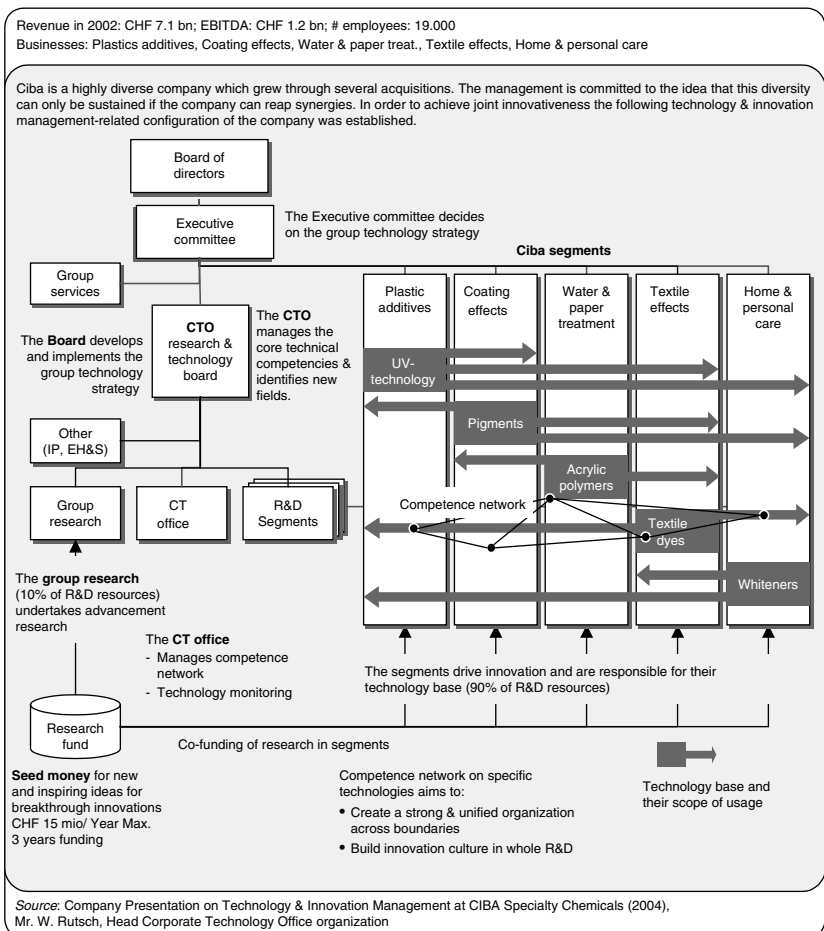 Revenue in 2002: CHF 7.1 bn; EBITDA: CHF 1.2 bn; # employees: 19.000
Businesses: Plastics additives, Coating effects, Water & paper treat., Textile effects, Home & personal care
Ciba is a highly diverse company which grew through several acquisitions. The management is committed to the idea that this diversity
can only be sustained if the company can reap synergies. In order to achieve joint innovativeness the following technology & innovation
management-related configuration of the company was established.
Board of
directors
Executive
committee
The Executive committee decides
on the group technology strategy
Ciba segments
Group
services
Plastic
additives
Coating
effects
Water &
paper
treatment
Textile
effects
Home &
personal
care
The Board develops
and implements the
group technology
strategy
CTO
research &
technology
board
The CTO
manages the
core technical
competencies &
identifies new
fields.
UV-
technology
Pigments
Other
(IP, EH&S)
Acrylic
polymers
Group
research
CT
office
R&D
Segments
Competence network
Textile
dyes
Whiteners
The group research
(10% of R&D resources)
undertakes advancement
research
The CT office
- Manages competence
network
- Technology monitoring
The segments drive innovation and are responsible for their
technology base (90% of R&D resources)
Research
fund
Co-funding of research in segments
Seed money for new
and inspiring ideas for
breakthrough innovations
CHF 15 mio/ Year Max.
3 years funding
Competence network on specific
technologies aims to:
• Create a strong & unified organization
across boundaries
• Build innovation culture in whole R&D
Technology base and
their scope of usage
Source: Company Presentation on Technology & Innovation Management at CIBA Specialty Chemicals (2004),
Mr. W. Rutsch, Head Corporate Technology Office organization